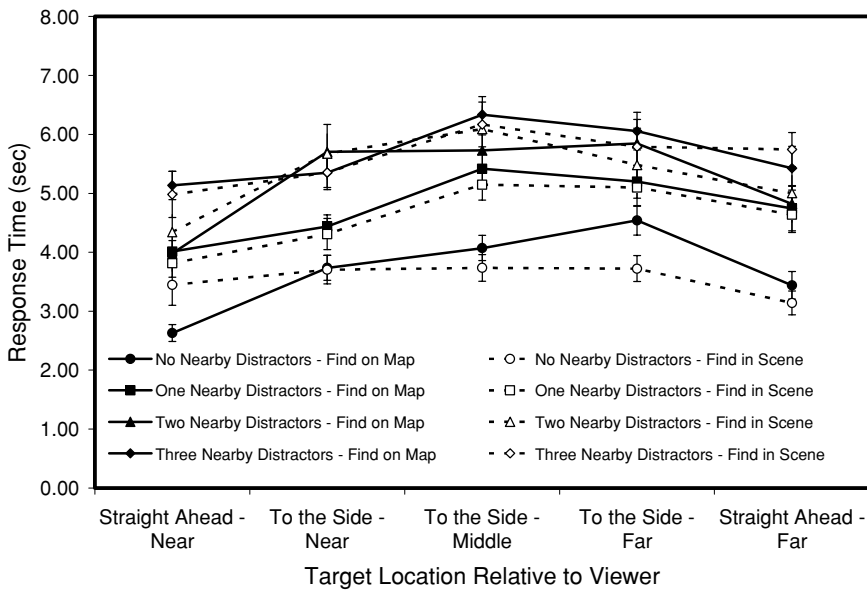 8.00
7.00
6.00
5.00
4.00
3.00
2.00
1.00
0.00
Response Time (sec)
No Nearby Distractors - Find on Map
No Nearby Distractors - Find in Scene
One Nearby Distractors - Find on Map
One Nearby Distractors - Find in Scene
Two Nearby Distractors - Find on Map
Two Nearby Distractors - Find in Scene
Three Nearby Distractors - Find on Map
Three Nearby Distractors - Find in Scene
Straight Ahead -
Near
To the Side -
Near
To the Side -
Middle
To the Side -
Far
Straight Ahead -
Far
Target Location Relative to Viewer